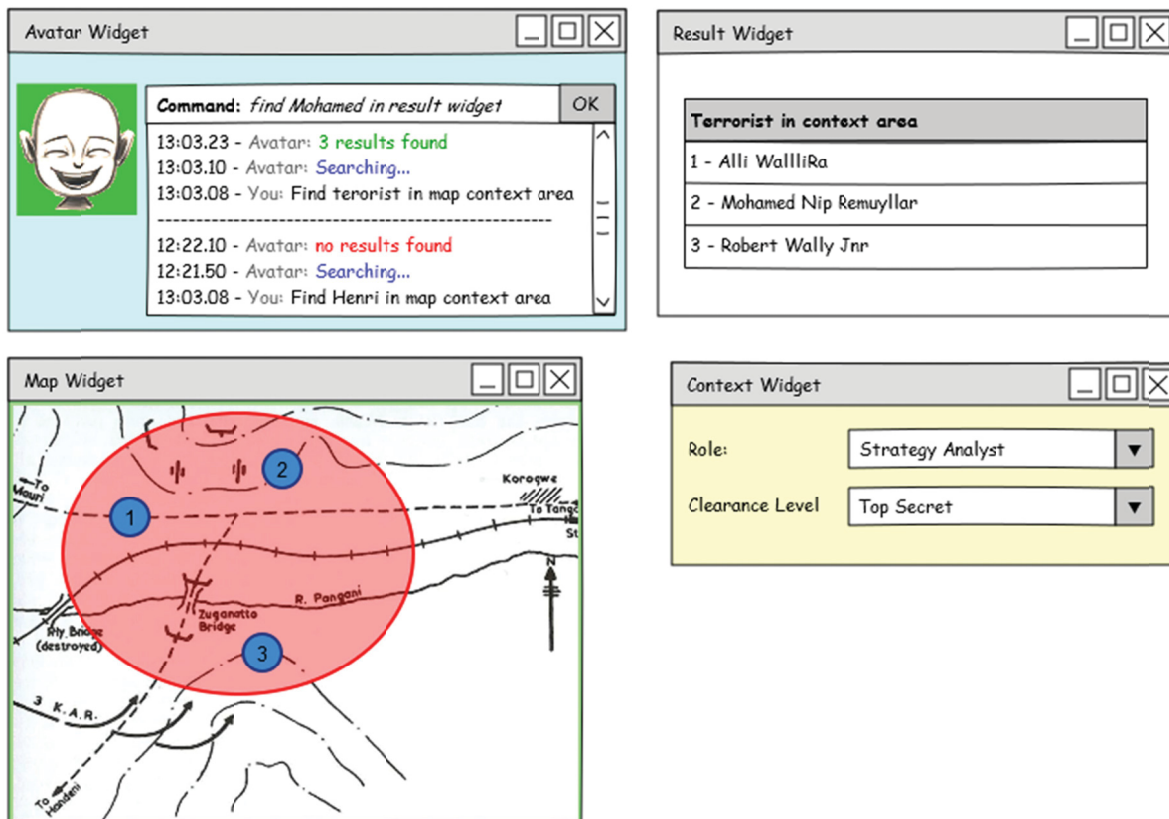 Avatar Widget
Command: find Mohamed in result widget OK
13:03.23 - Avatar: 3 results found
13:03.10 - Avatar: Searching...
13:03.08 - You: Find terorist in map context area
12:22.10 - Avatar: no results found
12:21.50 - Avatar: Searching...
13:03.08 - You: Find Henri in map context area
Result Widget
Terrorist in context area
1 - Alli WallliRa
2 - Mohamed Nip Remuyllar
3 - Robert Wally Jnr
Map Widget
2
Korogwe
To
Mauri
1
To Tanga
St
N
R. Pangani
Zuganatto
Bridge
Rly. Bridge
(destroyed)
3
3 K.A.R.
To
Handeni
Context Widget
Role: Strategy Analyst
Clearance Level Top Secret